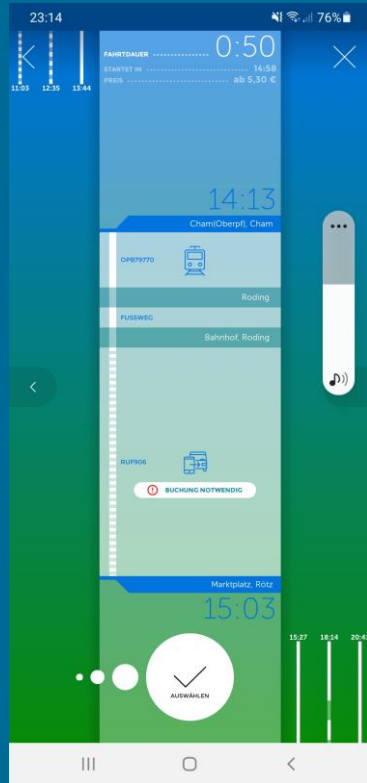 23:14
76%
11:03 12:35 13:44
FAHRTDAUER 0:50
STARTET IN 14:58
PREIS ab 5,30 €
14:13
Cham(Oberpf), Cham
OPB79770
Roding
FUSSWEG
Bahnhof, Roding
RUF906
BUCHUNG NOTWENDIG
Marktplatz, Rötz
15:03
15:27 18:14 20:41
AUSWÄHLEN